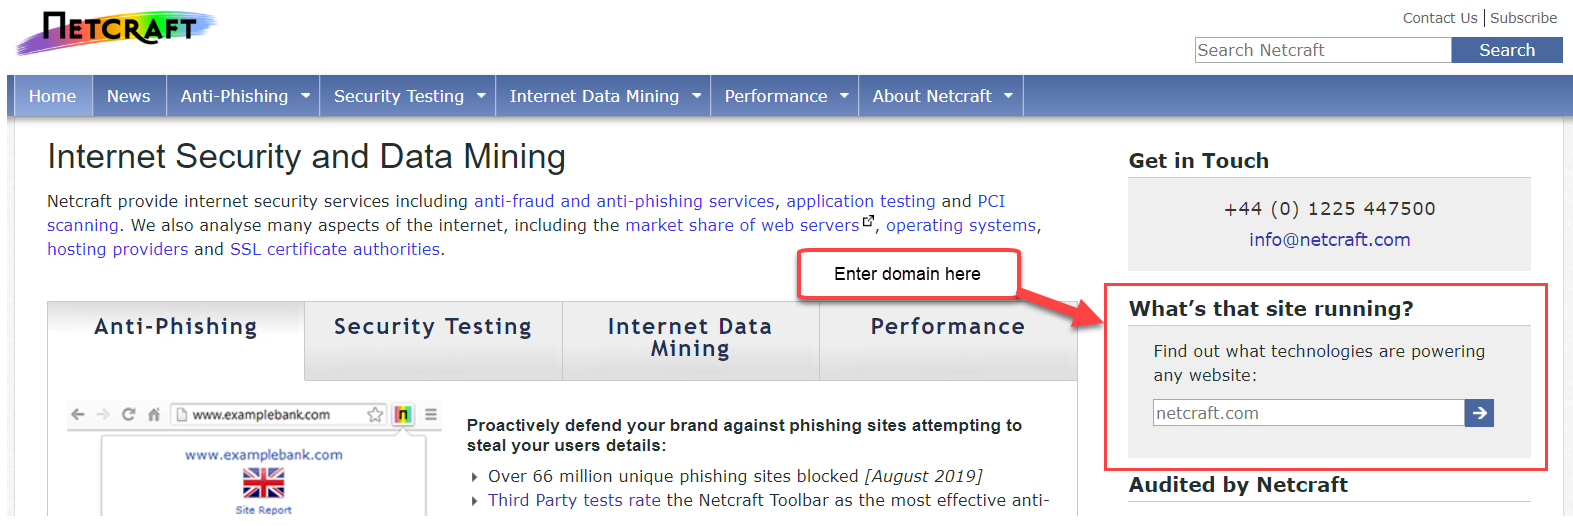 NETCRAFT
Contact Us | Subscribe
Search Netcraft
Search
Home
News
Anti-Phishing
Security Testing
Internet Data Mining
Performance
About Netcraft
Internet Security and Data Mining
Netcraft provide internet security services including anti-fraud and anti-phishing services, application testing and PCI
scanning. We also analyse many aspects of the internet, including the market share of web servers, operating systems,
hosting providers and SSL certificate authorities.
Enter domain here
Anti-Phishing
Security Testing
Internet Data
Mining
Performance
www.examplebank.com
n
www.examplebank.com
Site Report
Proactively defend your brand against phishing sites attempting to
steal your users details:
Over 66 million unique phishing sites blocked [August 2019]
Third Party tests rate the Netcraft Toolbar as the most effective anti-
Get in Touch
+44 (0) 1225 447500
info@netcraft.com
What's that site running?
Find out what technologies are powering
any website:
netcraft.com
Audited by Netcraft